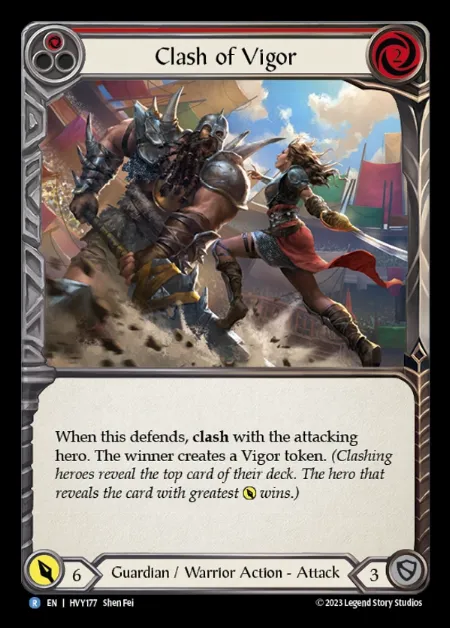 Clash of Vigor
2
When this defends, clash with the attacking
hero. The winner creates a Vigor token. (Clashing
heroes reveal the top card of their deck. The hero that
reveals the card with greatest wins.)
6
Guardian / Warrior Action - Attack
3
R EN | HVY177 Shen Fei
© 2023 Legend Story Studios